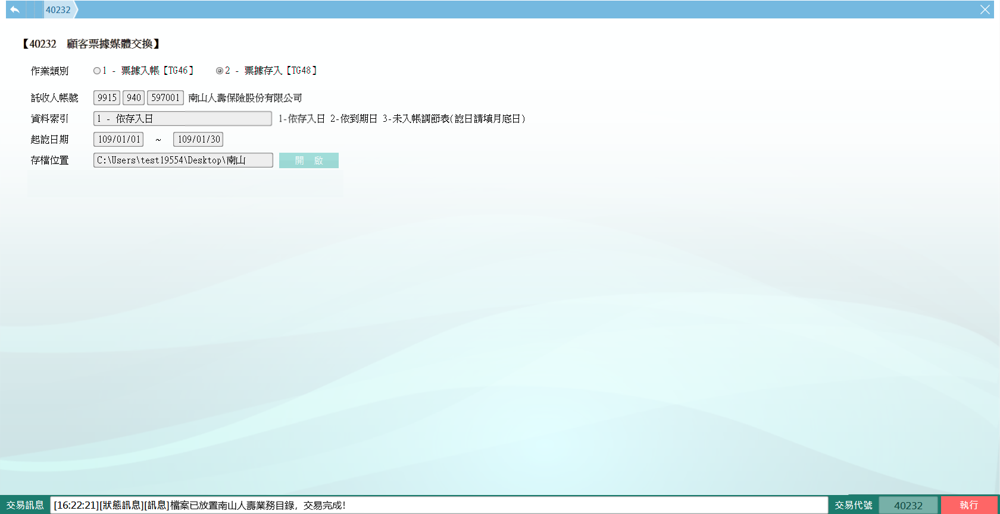 40232
【40232 顧客票據媒體交換】
作業類別 1 - 票據入帳【TG46】 2 - 票據存入【TG48】
託收人帳號 9915 940 597001 南山人壽保險股份有限公司
資料索引 1 - 依存入日 1-依存入日 2-依到期日 3-未入帳調節表(訖日請填月底日)
起訖日期 109/01/01 ~ 109/01/30
存檔位置 C:\Users\test19554\Desktop\南山 開 啟
交易訊息 [16:22:21][狀態訊息][訊息]檔案已放置南山人壽業務目錄，交易完成! 交易代號 40232 執行